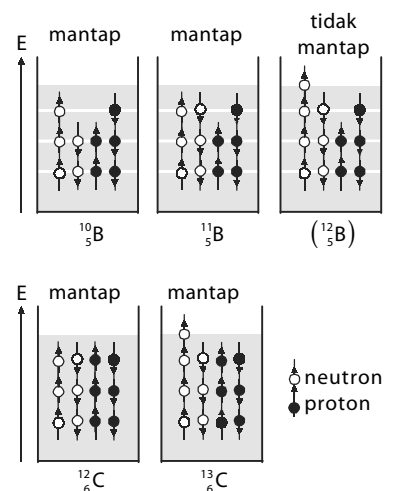 mantap
mantap
tidak
mantap
E
¹⁰₅B
¹¹₅B
(¹²₅B)
E
mantap
mantap
neutron
proton
¹²₆C
¹³₆C